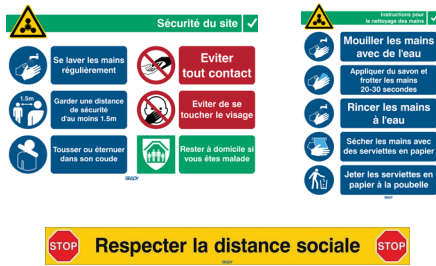 Sécurité du site
Se laver les mains
régulièrement
Eviter
tout contact
1.5m
Garder une distance
de sécurité
d'au moins 1.5m
Eviter de se
toucher le visage
Tousser ou éternuer
dans son coude
Rester à domicile si
vous êtes malade
BRADY
Instructions pour
le nettoyage des mains
Mouiller les mains
avec de l'eau
Appliquer du savon et
frotter les mains
20-30 secondes
Rincer les mains
à l'eau
Sécher les mains avec
des serviettes en papier
Jeter les serviettes en
papier à la poubelle
BRADY
STOP Respecter la distance sociale STOP
BRADY